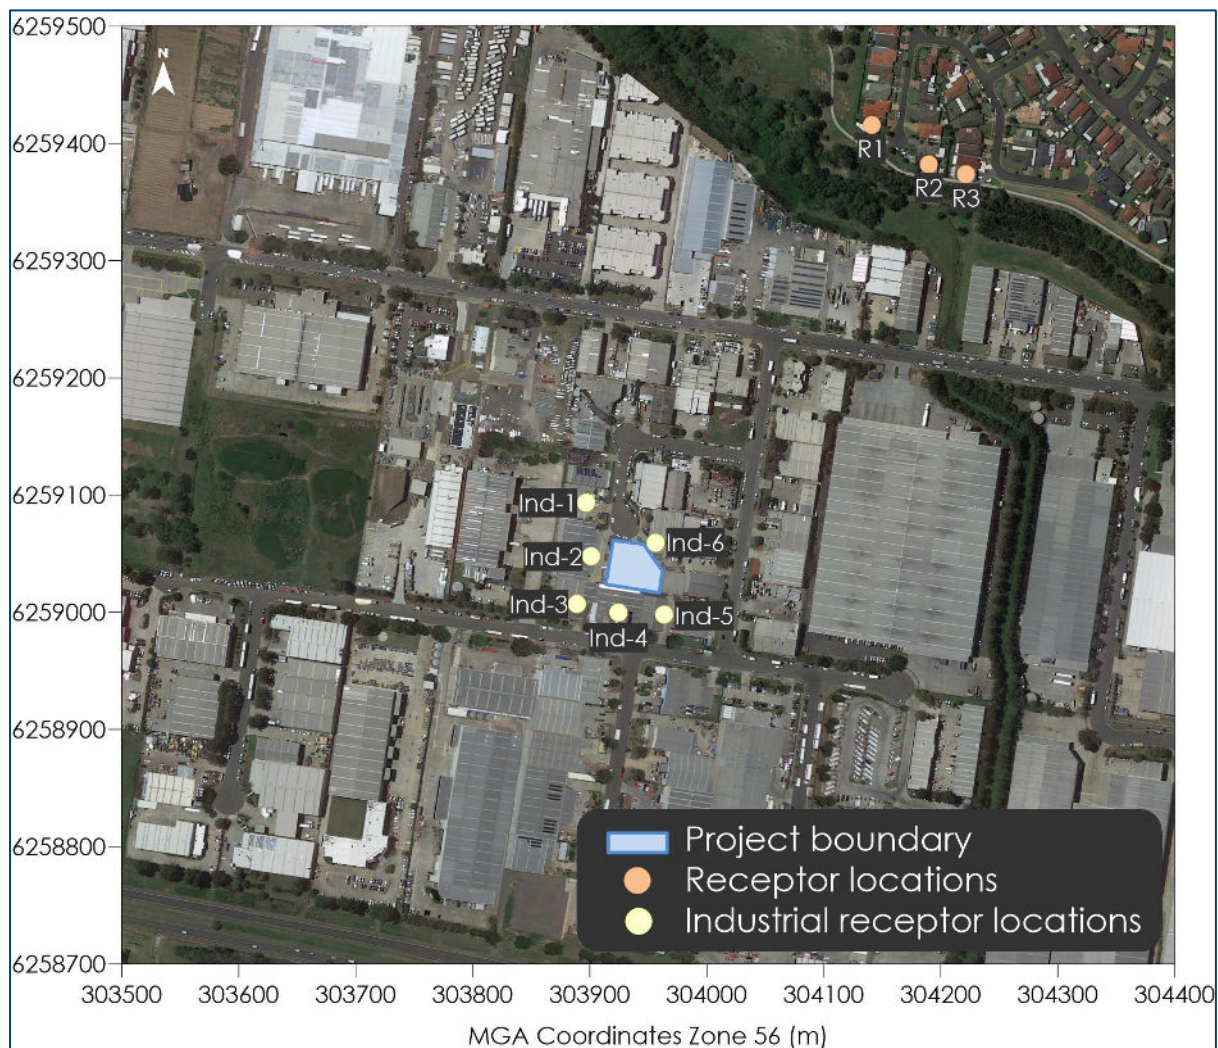 6259500
6259400
6259300
6259200
6259100
6259000
6258900
6258800
6258700
N
R1
R2
R3
Ind-1
Ind-2
Ind-6
Ind-3
Ind-4
Ind-5
Project boundary
Receptor locations
Industrial receptor locations
303500 303600 303700 303800 303900 304000 304100 304200 304300 304400
MGA Coordinates Zone 56 (m)